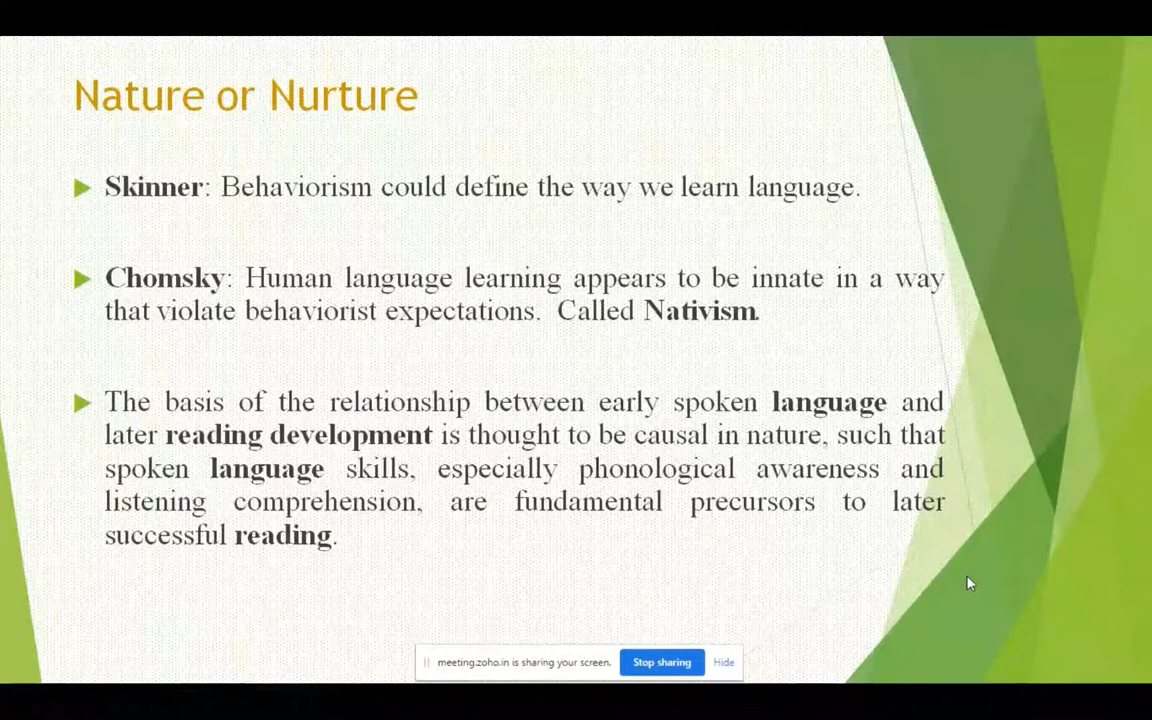 Nature or Nurture
Skinner: Behaviorism could define the way we learn language.
Chomsky: Human language learning appears to be innate in a way
that violate behaviorist expectations. Called Nativism.
The basis of the relationship between early spoken language and
later reading development is thought to be causal in nature, such that
spoken language skills, especially phonological awareness and
listening comprehension, are fundamental precursors to later
successful reading.
meeting.zoho.in is sharing your screen. Stop sharing Hide